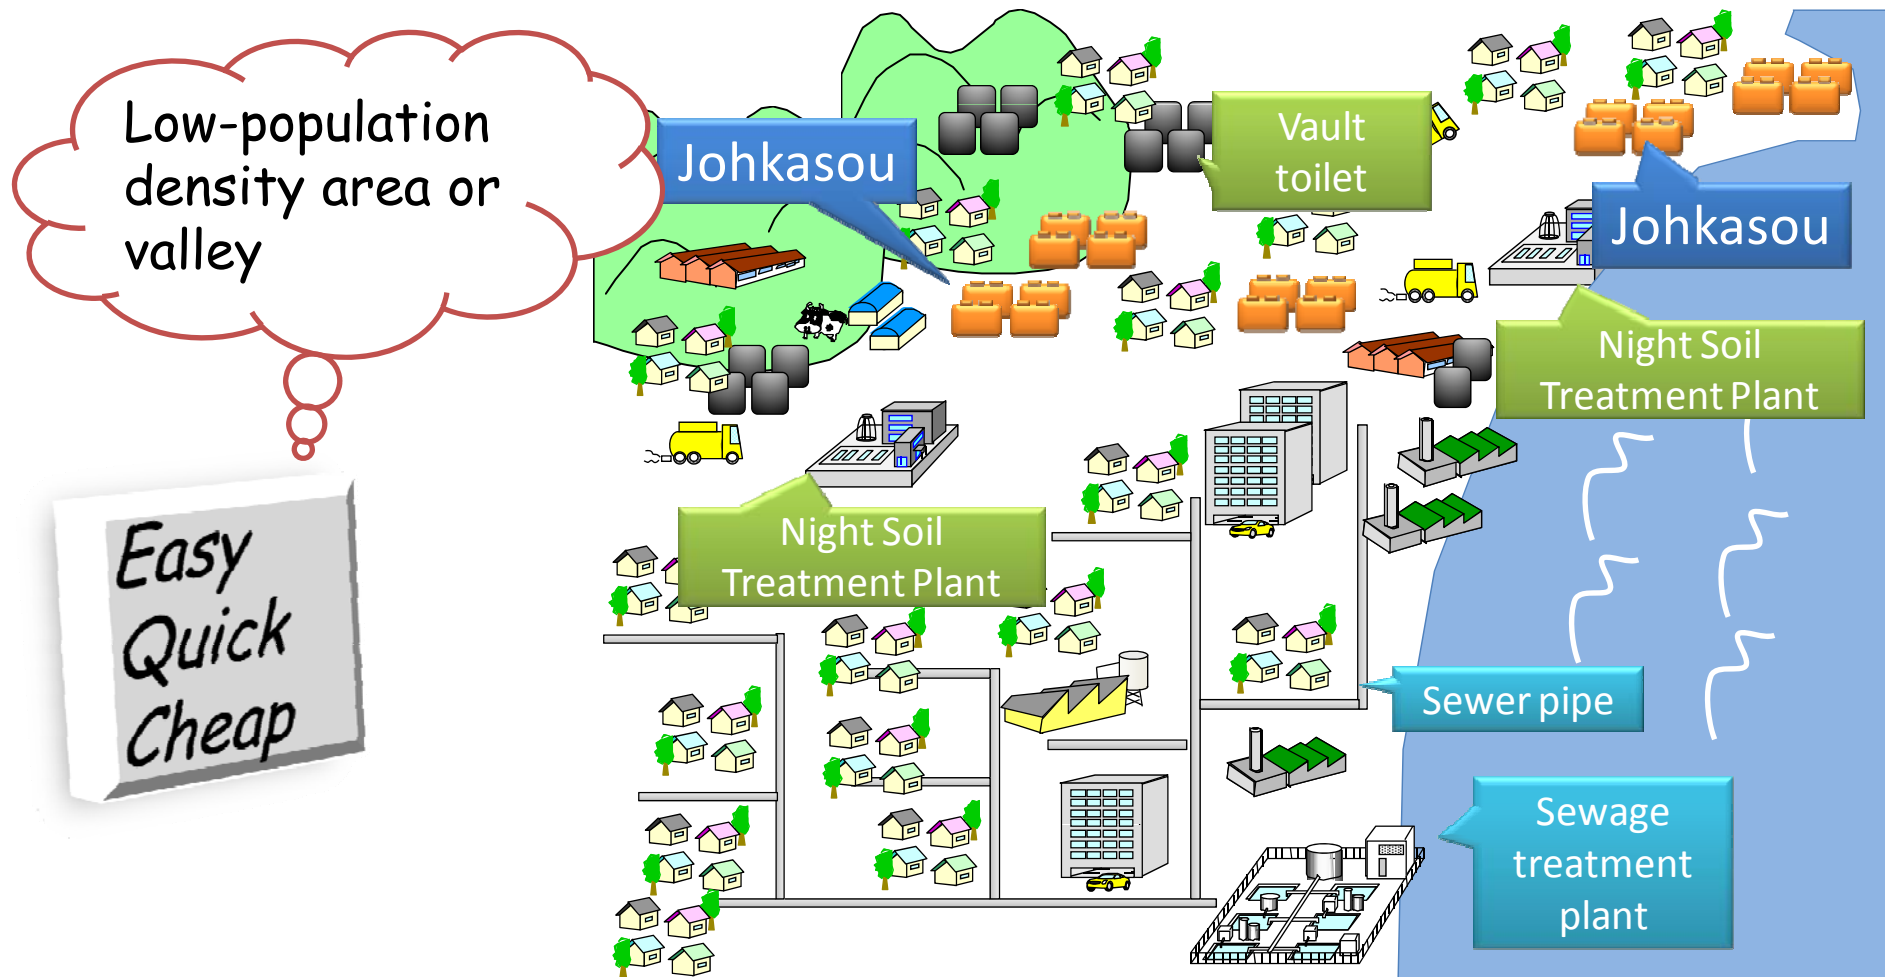 Low-population
density area or
valley
Easy
Quick
Cheap
Johkasou
Vault
toilet
Johkasou
Night Soil
Treatment Plant
Night Soil
Treatment Plant
Sewer pipe
Sewage
treatment
plant